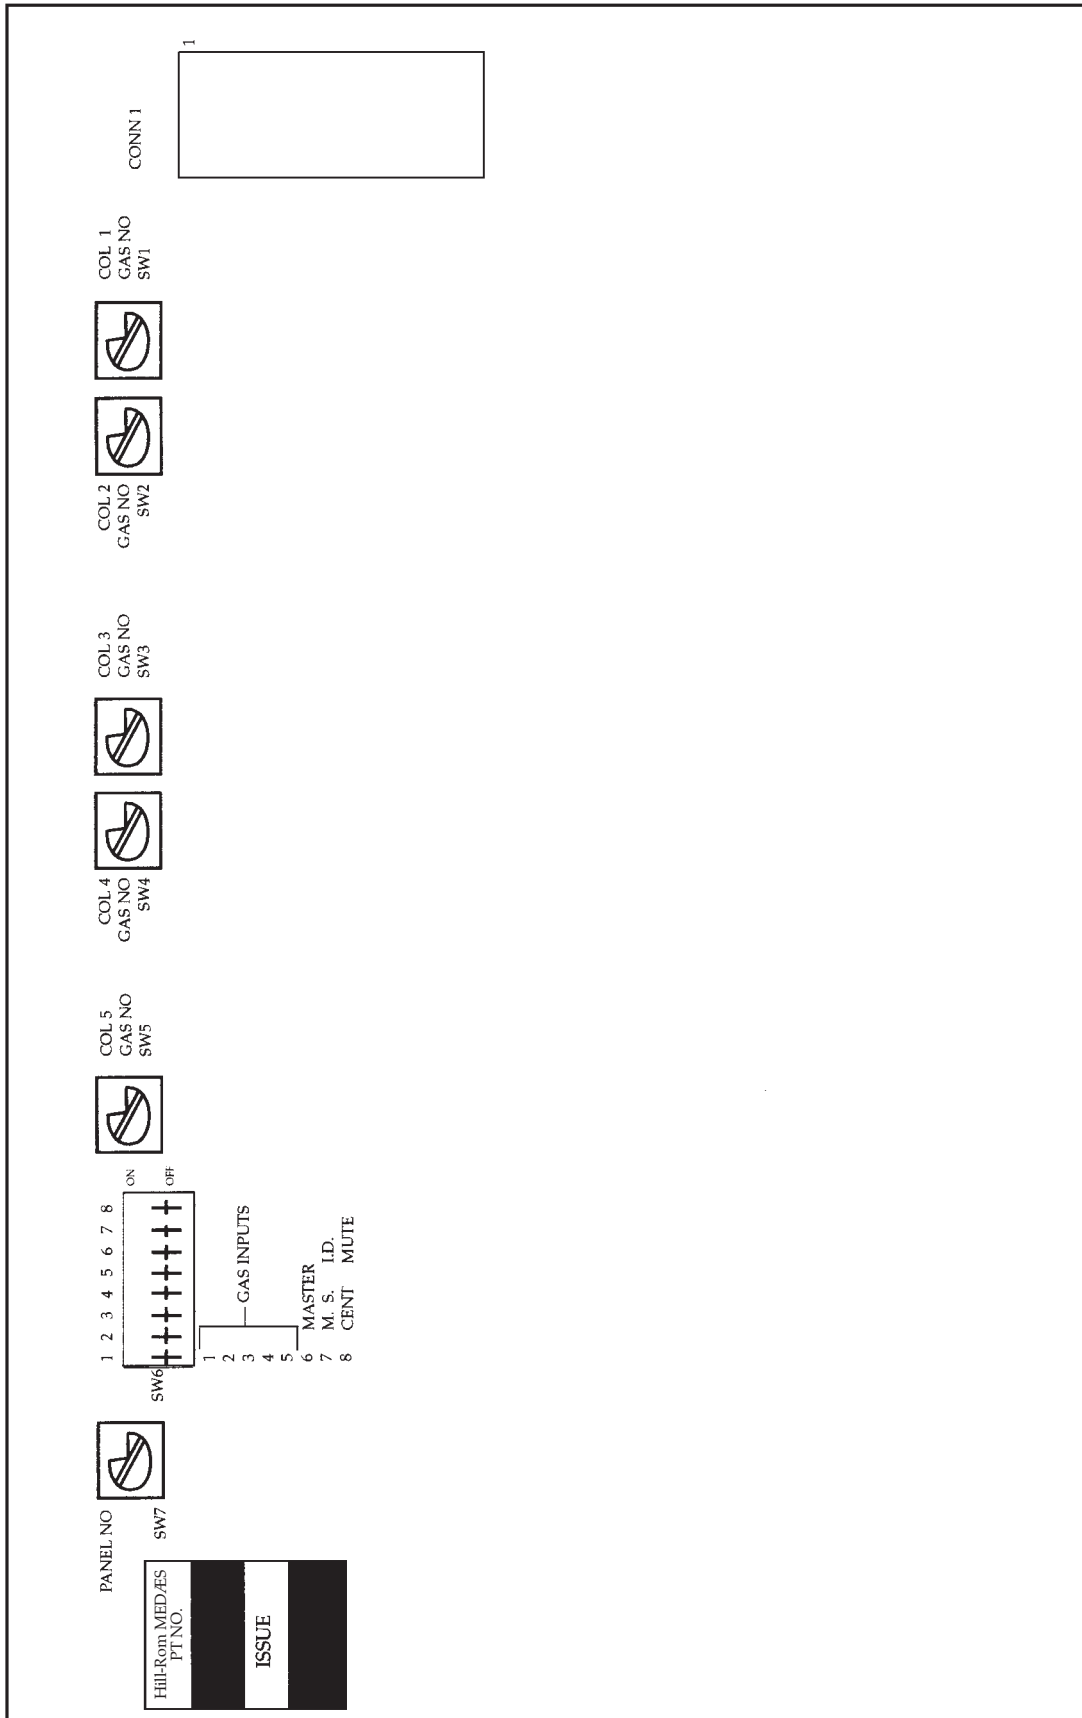 Hill-Rom MEDÆS
PT NO.
ISSUE
PANEL NO
SW7
1 2 3 4 5 6 7 8
ON
OFF
SW6
1
2
3
4
5
GAS INPUTS
6 MASTER
7 M. S. I.D.
8 CENT MUTE
COL 5
GAS NO
SW5
COL 4
GAS NO
SW4
COL 3
GAS NO
SW3
COL 2
GAS NO
SW2
COL 1
GAS NO
SW1
CONN 1
1